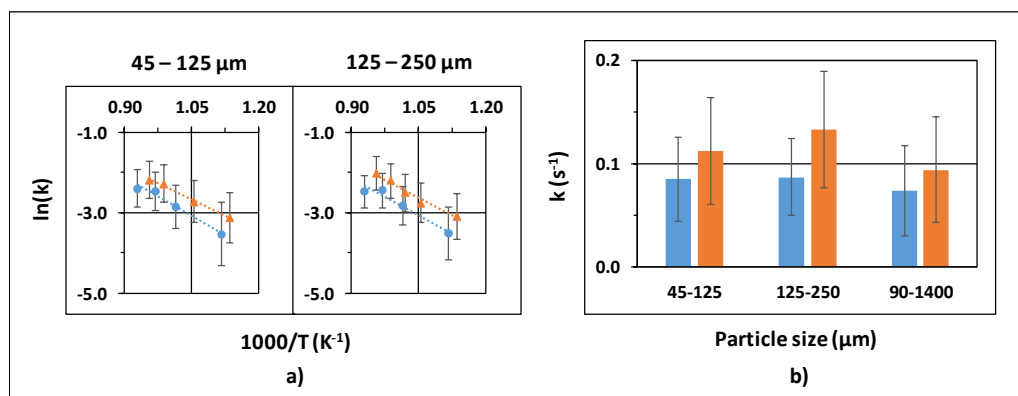 45 – 125 µm
125 – 250 µm
0.90 1.05 1.20
0.90 1.05 1.20
-1.0
-3.0
-5.0
ln(k)
1000/T (K-1)
a)
0.2
0.1
0.0
k (s-1)
45-125 125-250 90-1400
Particle size (µm)
b)